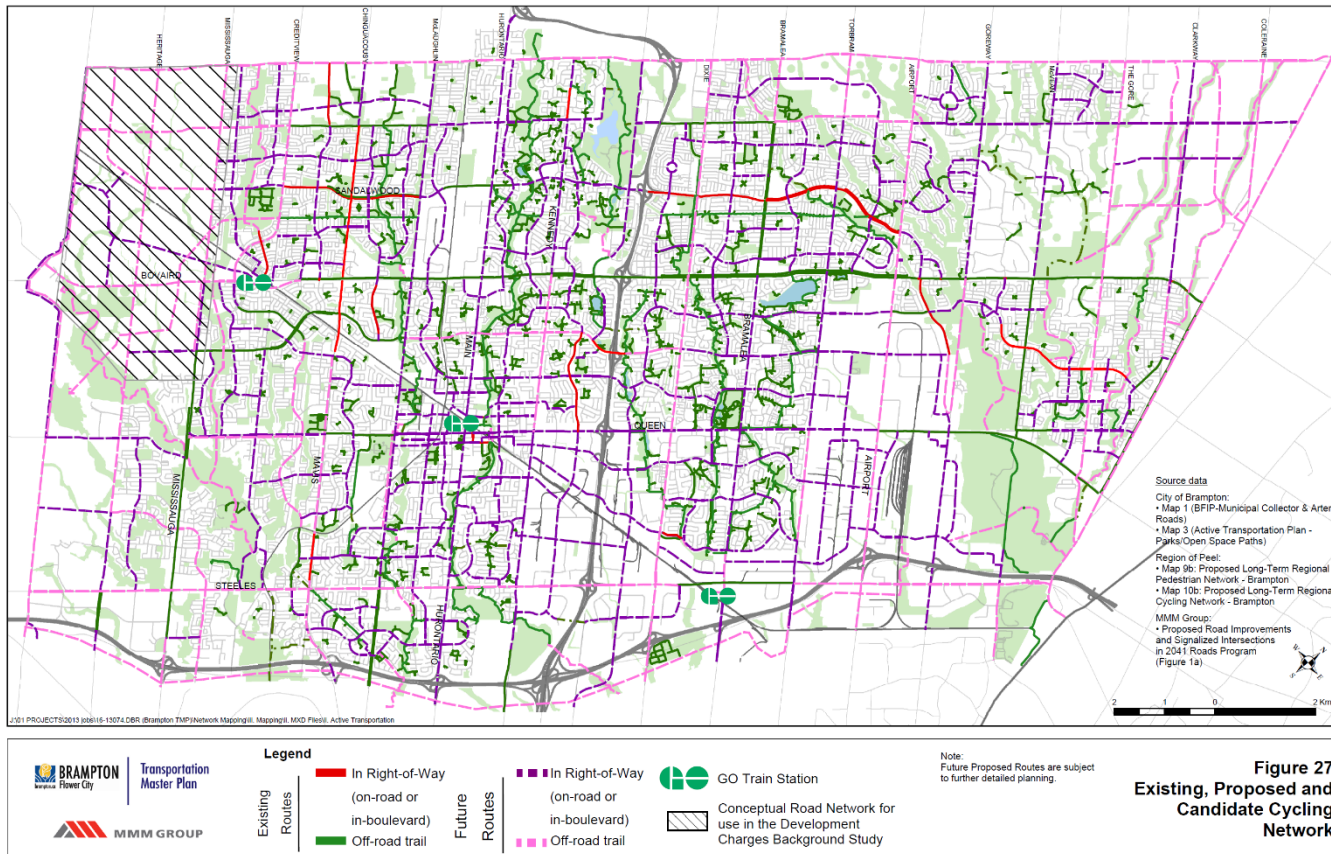 HERITAGE
MISSISSAUGA
CREDITVIEW
CHINGUACOUSY
McLAUGHLIN
HURONTARIO
DIXIE
BRAMALEA
TORBRAM
AIRPORT
GOREWAY
McVEAN
THE GORE
CLARKWAY
COLERAINE
SANDALWOOD
KENNEDY
BOVAIRD
MAIN
BRAMALEA
QUEEN
MISSISSAUGA
MAVIS
AIRPORT
STEELES
HURONTARIO
Source data
City of Brampton:
• Map 1 (BFIP-Municipal Collector & Arter
Roads)
• Map 3 (Active Transportation Plan -
Parks/Open Space Paths)
Region of Peel:
• Map 9b: Proposed Long-Term Regional
Pedestrian Network - Brampton
• Map 10b: Proposed Long-Term Regiona
Cycling Network - Brampton
MMM Group:
• Proposed Road Improvements
and Signalized Intersections
in 2041 Roads Program
(Figure 1a)
W N
S E
2 1 0 2 Km
BRAMPTON
Flower City
Transportation
Master Plan
MMM GROUP
Legend
Existing
Routes
In Right-of-Way
(on-road or
in-boulevard)
Off-road trail
Future
Routes
In Right-of-Way
(on-road or
in-boulevard)
Off-road trail
GO Train Station
Conceptual Road Network for
use in the Development
Charges Background Study
Note:
Future Proposed Routes are subject
to further detailed planning.
Figure 27
Existing, Proposed and
Candidate Cycling
Network